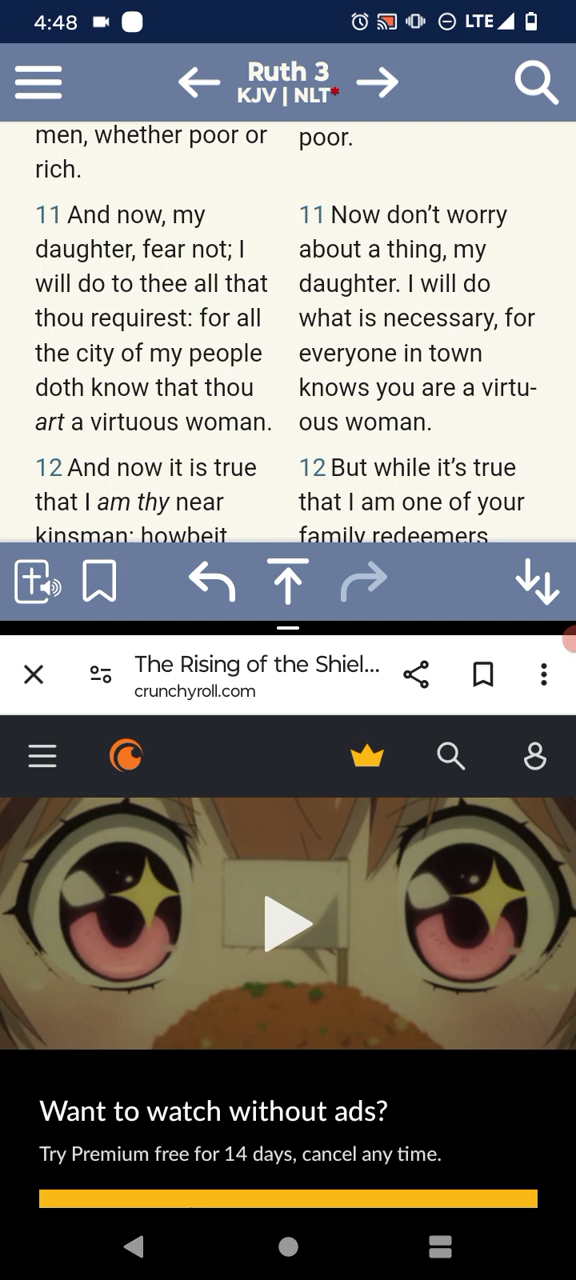 4:48
LTE
Ruth 3
KJV | NLT*
men, whether poor or
rich.
11 And now, my
daughter, fear not; I
will do to thee all that
thou requirest: for all
the city of my people
doth know that thou
art a virtuous woman.
12 And now it is true
that I am thy near
kinsman: howbeit
poor.
11 Now don’t worry
about a thing, my
daughter. I will do
what is necessary, for
everyone in town
knows you are a virtu-
ous woman.
12 But while it’s true
that I am one of your
family redeemers
The Rising of the Shiel...
crunchyroll.com
Want to watch without ads?
Try Premium free for 14 days, cancel any time.